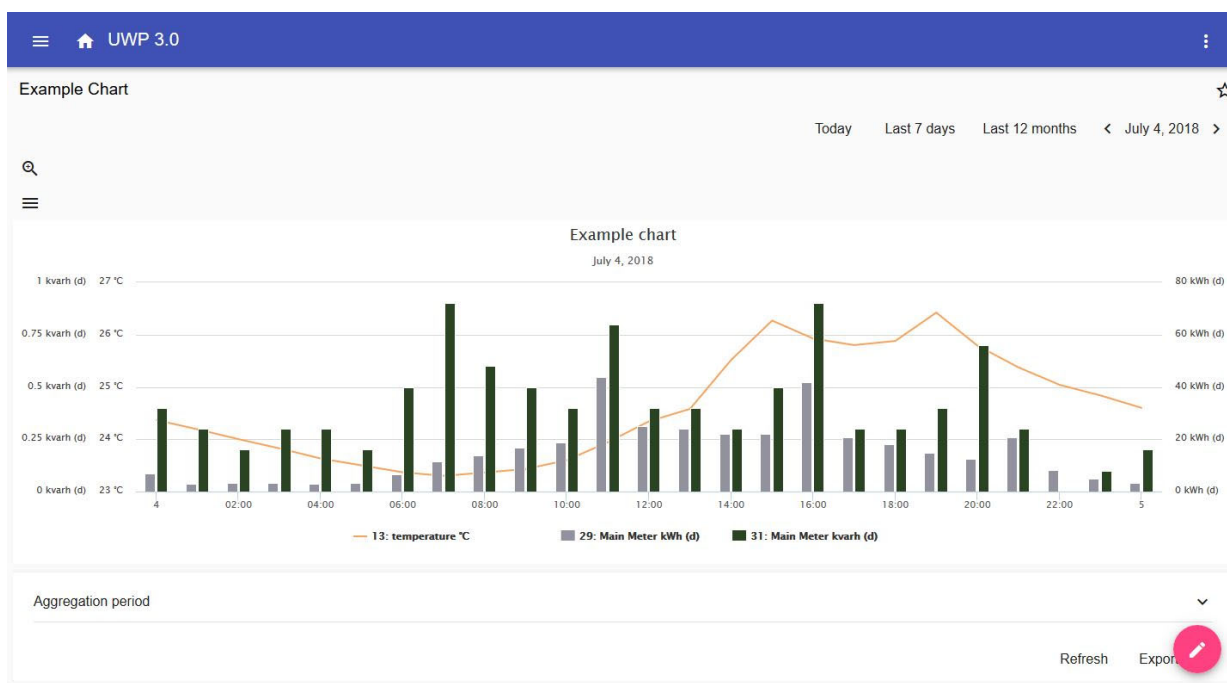 UWP 3.0
Example Chart
Today Last 7 days Last 12 months July 4, 2018
Example chart
July 4, 2018
1 kvarh (d) 27 °C 80 kWh (d)
0.75 kvarh (d) 26 °C 60 kWh (d)
0.5 kvarh (d) 25 °C 40 kWh (d)
0.25 kvarh (d) 24 °C 20 kWh (d)
0 kvarh (d) 23 °C 0 kWh (d)
4 02:00 04:00 06:00 08:00 10:00 12:00 14:00 16:00 18:00 20:00 22:00 5
13: temperature °C 29: Main Meter kWh (d) 31: Main Meter kvarh (d)
Aggregation period
Refresh Export